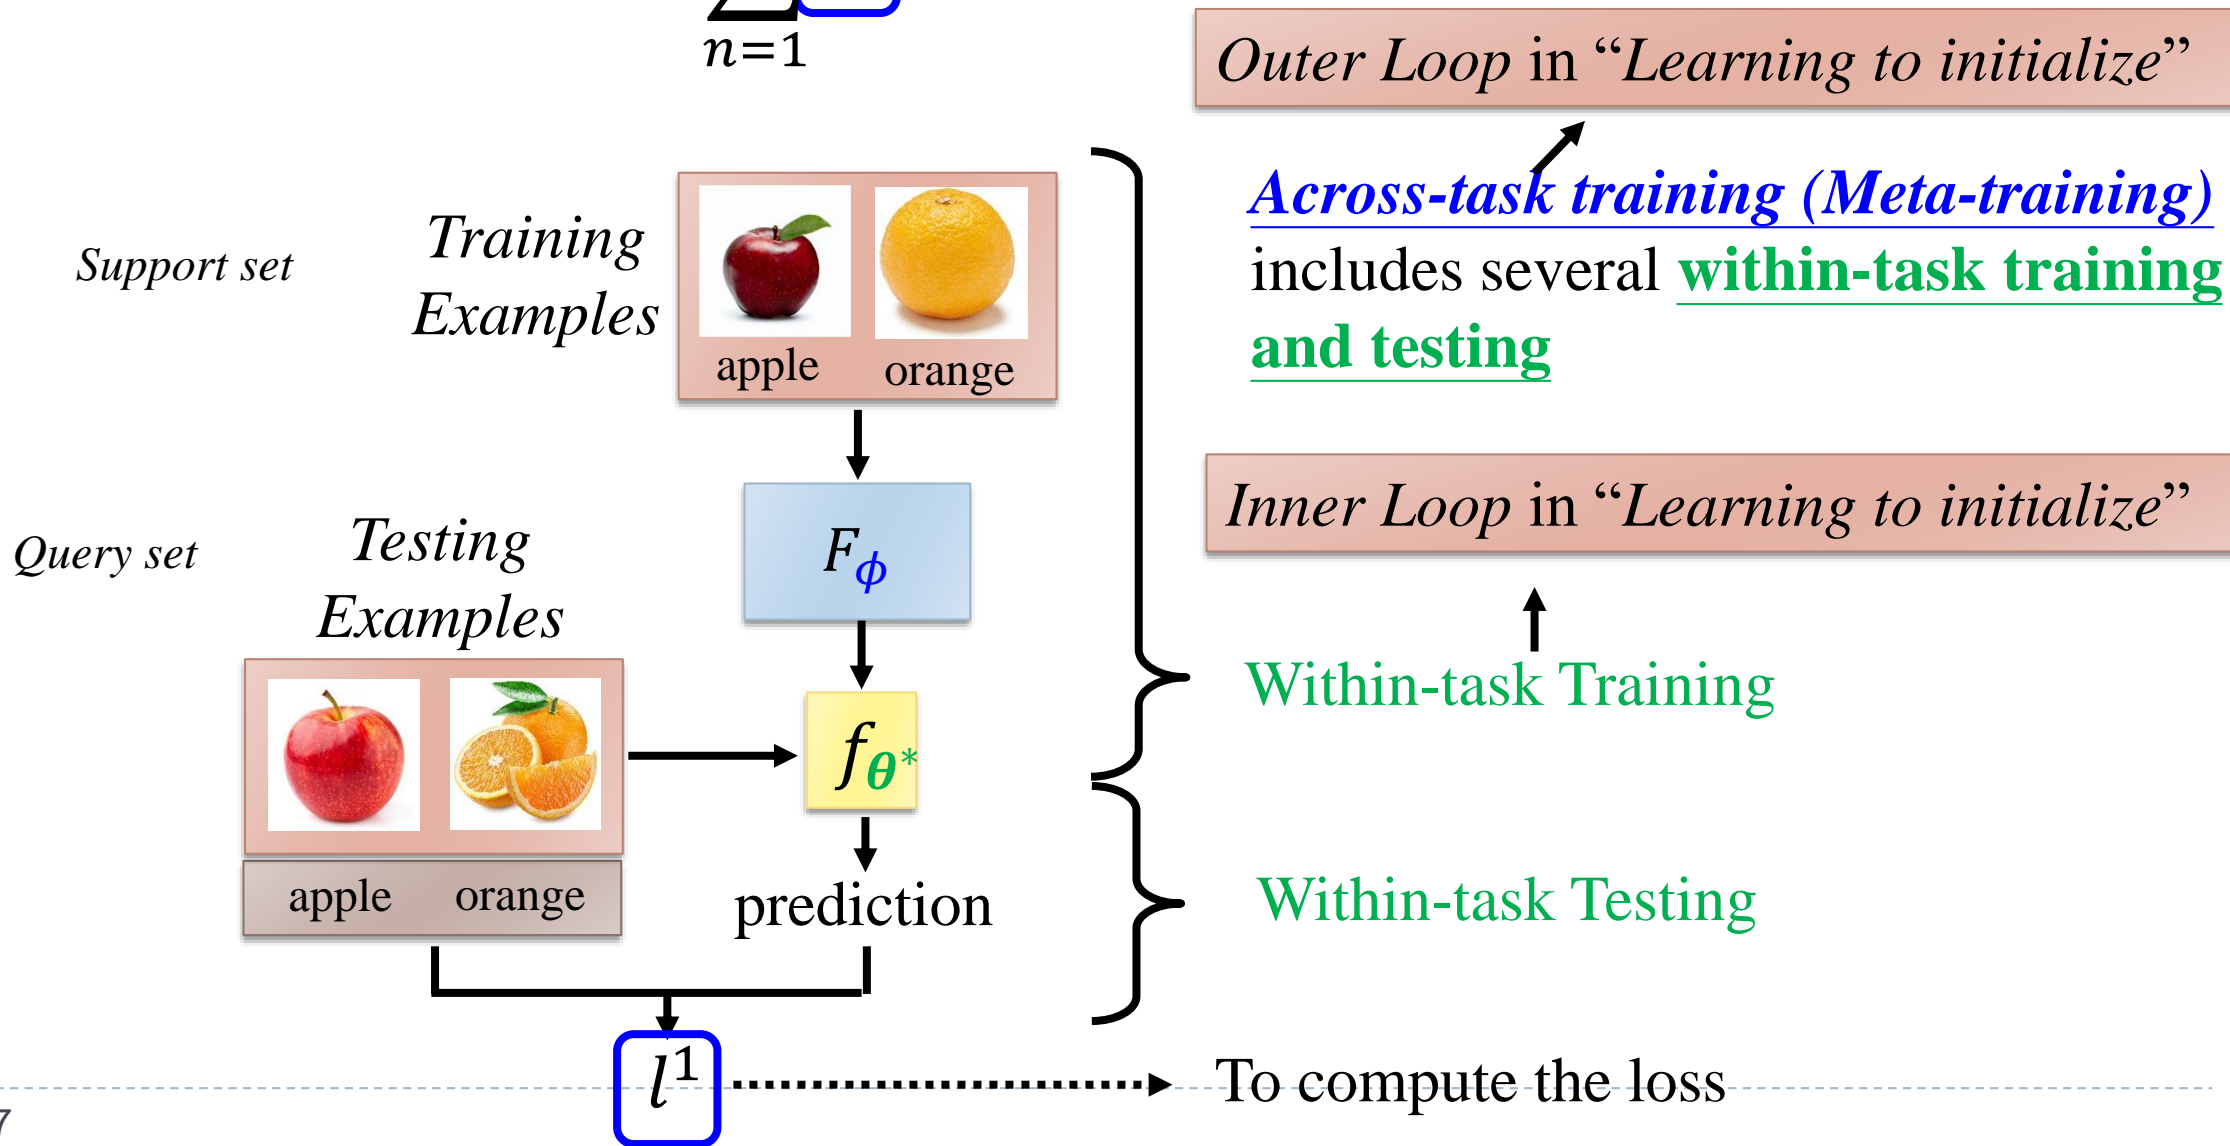 ∑
n=1
Outer Loop in “Learning to initialize”
Across-task training (Meta-training)
includes several within-task training
and testing
Support set
Training
Examples
apple orange
Inner Loop in “Learning to initialize”
Query set
Testing
Examples
Fϕ
Within-task Training
fθ*
apple orange
prediction
Within-task Testing
l¹
To compute the loss
7